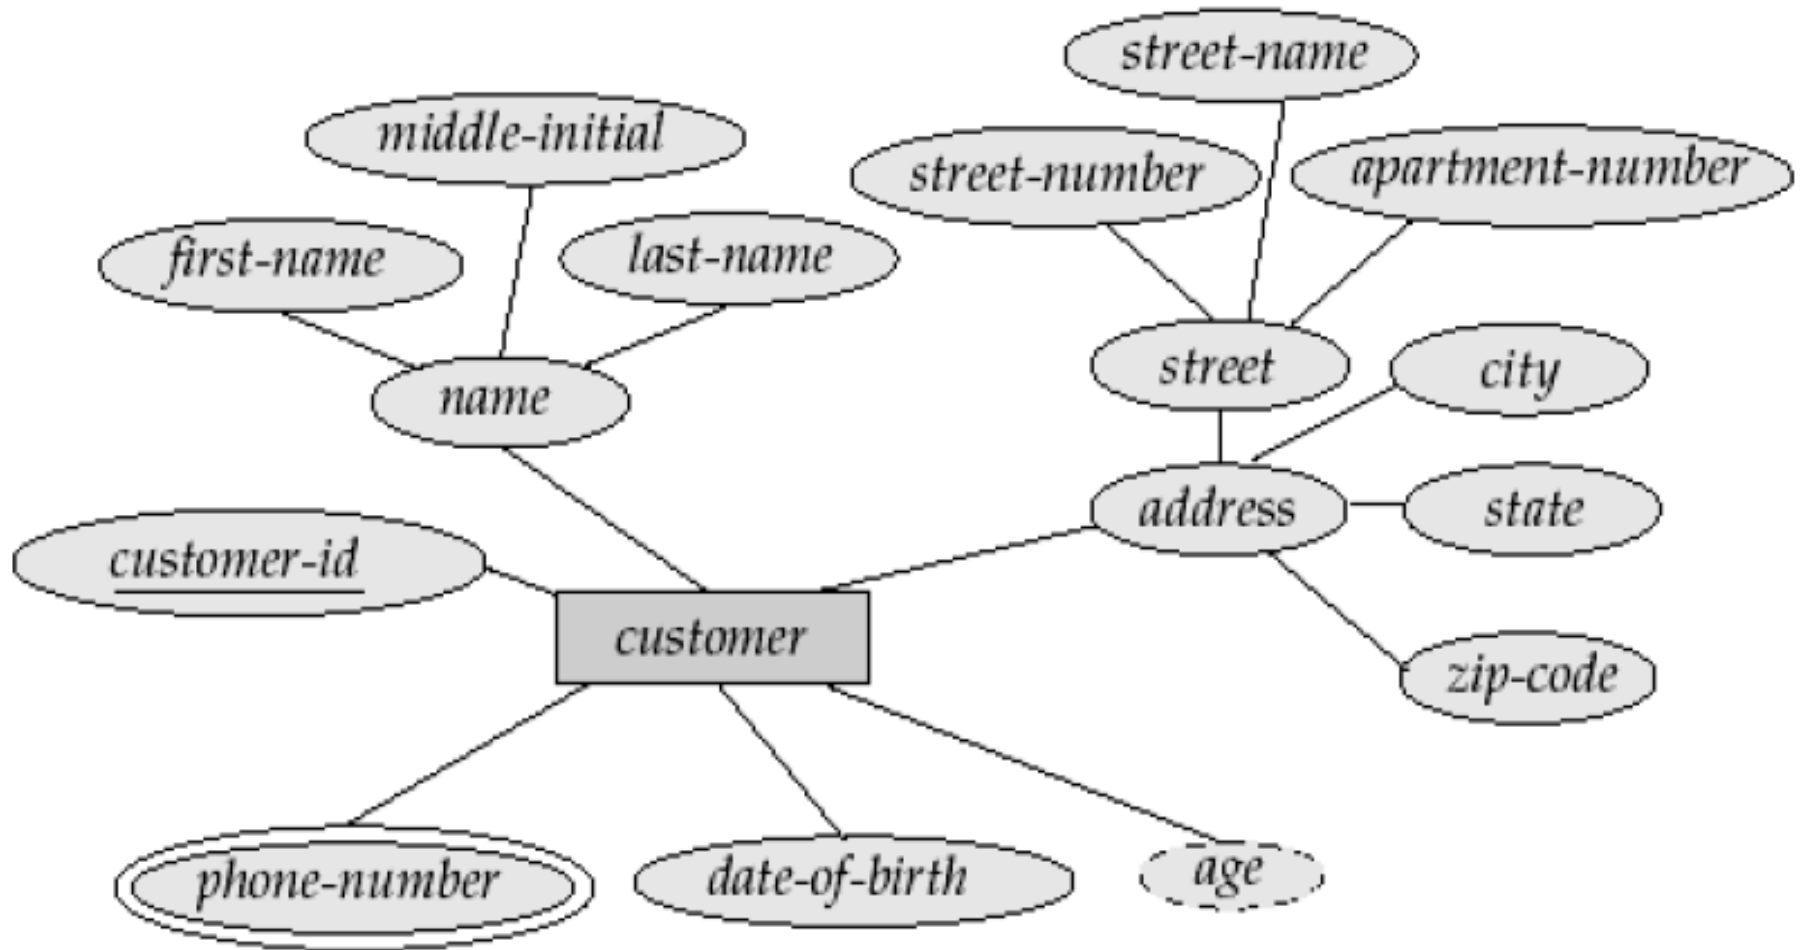 street-name
middle-initial
street-number
apartment-number
first-name
last-name
name
street
city
customer-id
address
state
customer
zip-code
phone-number
date-of-birth
age